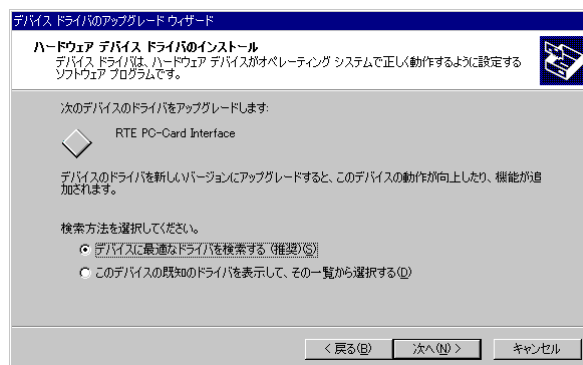 デバイス ドライバのアップグレード ウィザード
ハードウェア デバイス ドライバのインストール
デバイス ドライバは、ハードウェア デバイスがオペレーティング システムで正しく動作するように設定する
ソフトウェア プログラムです。
次のデバイスのドライバをアップグレードします:
RTE PC-Card Interface
デバイスのドライバを新しいバージョンにアップグレードすると、このデバイスの動作が向上したり、機能が追
加されます。
検索方法を選択してください。
デバイスに最適なドライバを検索する (推奨)(S)
このデバイスの既知のドライバを表示して、その一覧から選択する(D)
< 戻る(B) 次へ(N) > キャンセル